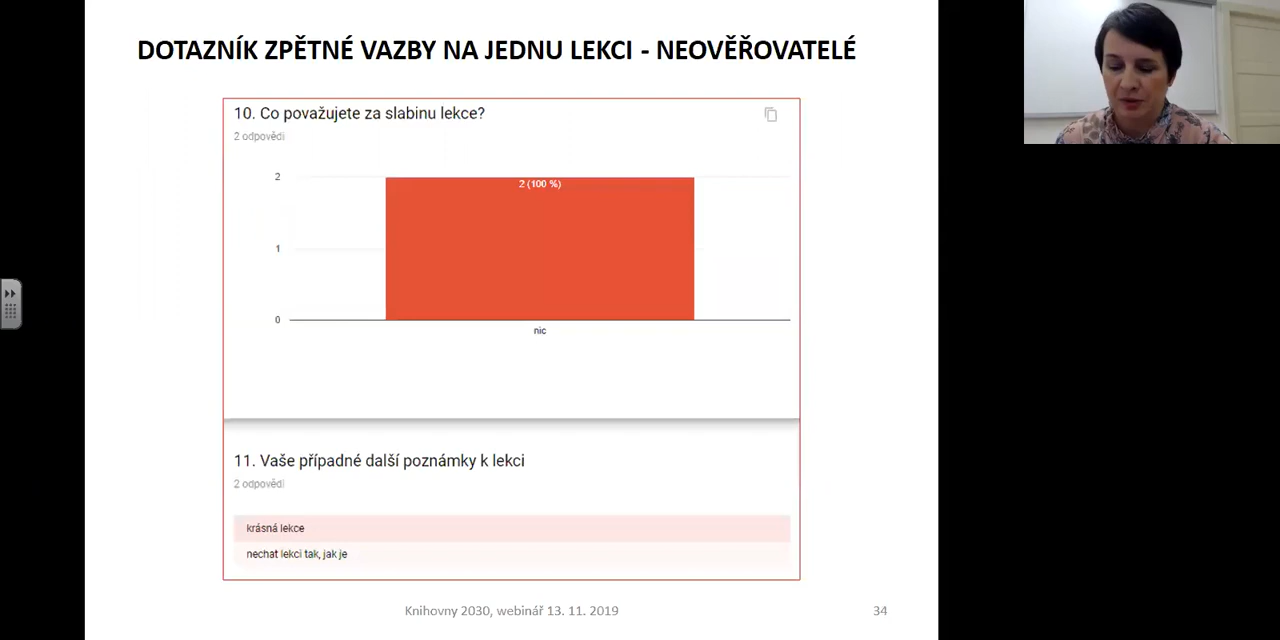 DOTAZNÍK ZPĚTNÉ VAZBY NA JEDNU LEKCI - NEOVĚŘOVATELÉ
10. Co považujete za slabinu lekce?
2 odpovědi
2
2 (100 %)
1
0
nic
11. Vaše případné další poznámky k lekci
2 odpovědi
krásná lekce
nechat lekci tak, jak je
Knihovny 2030, webinář 13. 11. 2019
34